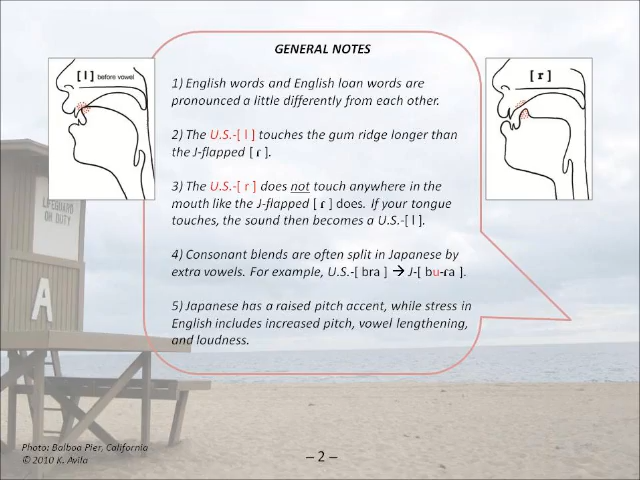 GENERAL NOTES
[ l ] before vowel
[ r ]
1) English words and English loan words are
pronounced a little differently from each other.
2) The U.S.-[ l ] touches the gum ridge longer than
the J-flapped [ ɾ ].
3) The U.S.-[ r ] does not touch anywhere in the
mouth like the J-flapped [ ɾ ] does. If your tongue
touches, the sound then becomes a U.S.-[ l ].
4) Consonant blends are often split in Japanese by
extra vowels. For example, U.S.-[ bra ] → J-[ bu-ɾa ].
5) Japanese has a raised pitch accent, while stress in
English includes increased pitch, vowel lengthening,
and loudness.
LIFEGUARD
ON DUTY
A
Photo: Balboa Pier, California
© 2010 K. Avila
– 2 –